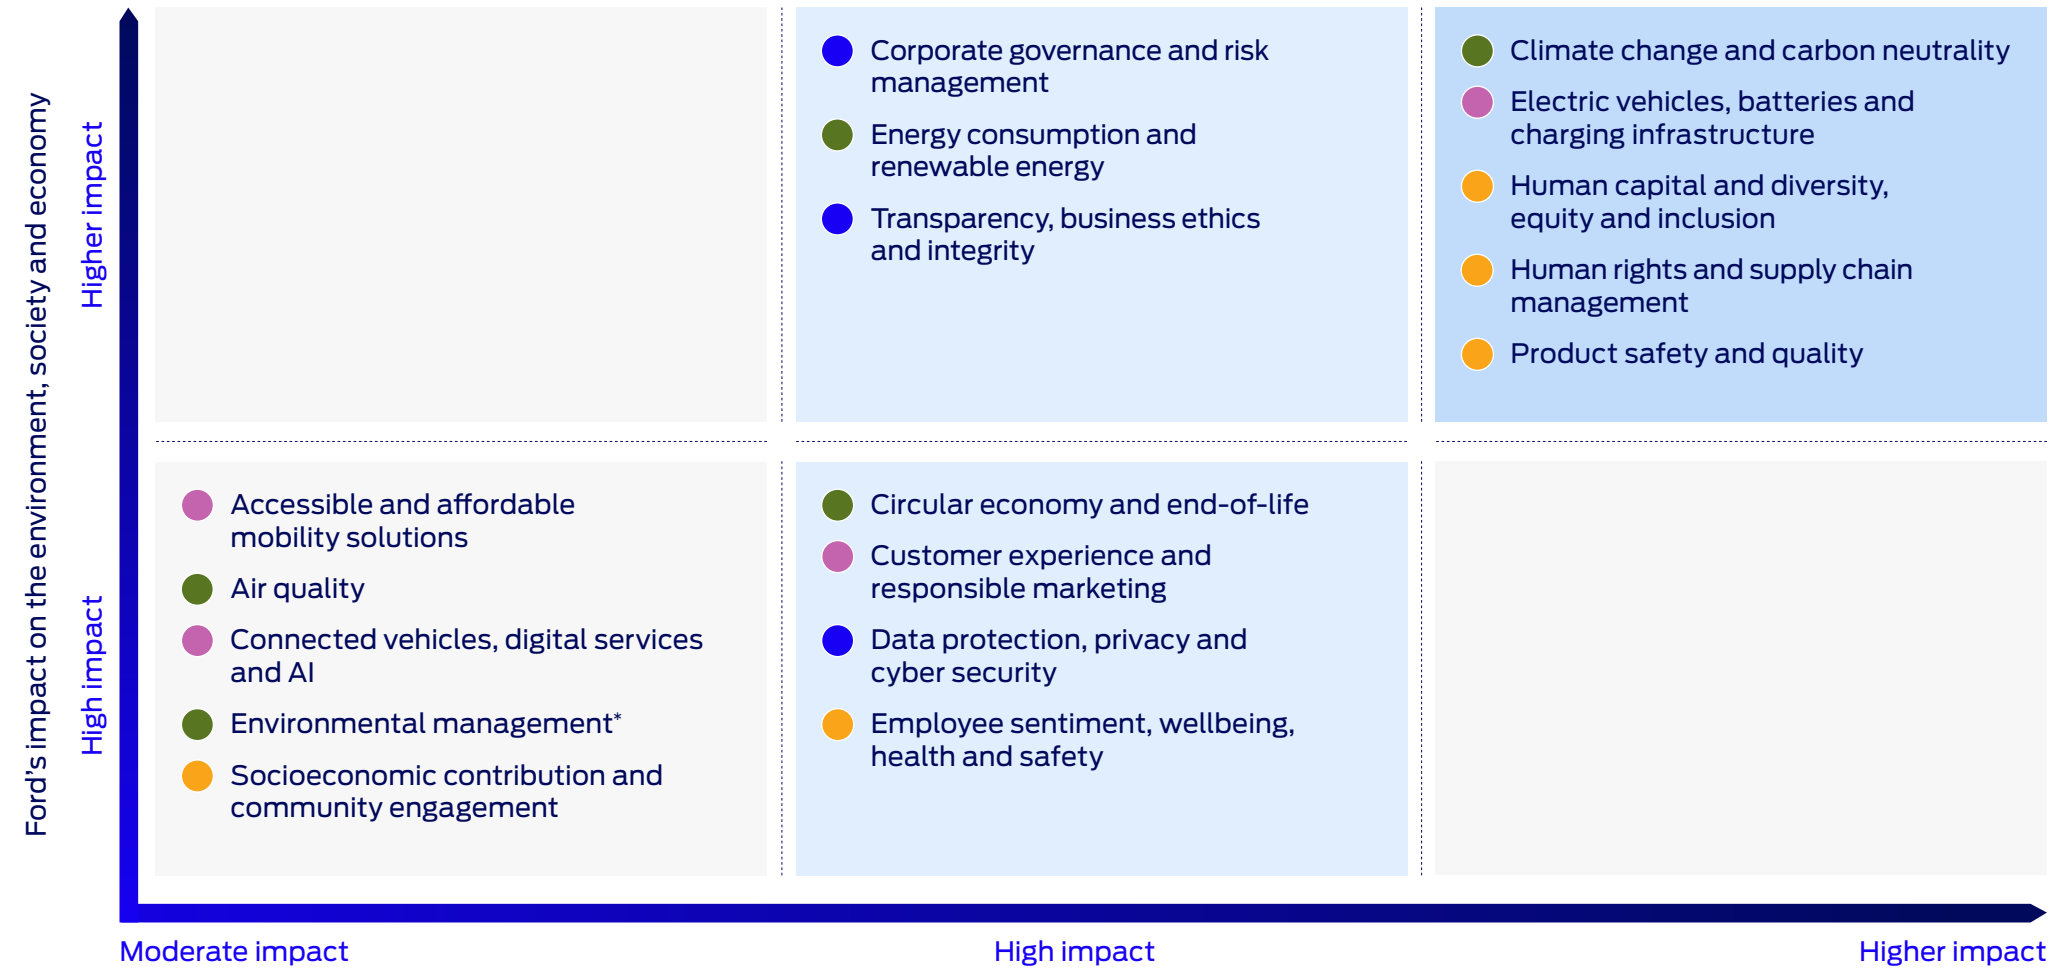 Ford's impact on the environment, society and economy
Higher impact
High impact
Corporate governance and risk
management
Energy consumption and
renewable energy
Transparency, business ethics
and integrity
Climate change and carbon neutrality
Electric vehicles, batteries and
charging infrastructure
Human capital and diversity,
equity and inclusion
Human rights and supply chain
management
Product safety and quality
Accessible and affordable
mobility solutions
Air quality
Connected vehicles, digital services
and AI
Environmental management*
Socioeconomic contribution and
community engagement
Circular economy and end-of-life
Customer experience and
responsible marketing
Data protection, privacy and
cyber security
Employee sentiment, wellbeing,
health and safety
Moderate impact
High impact
Higher impact